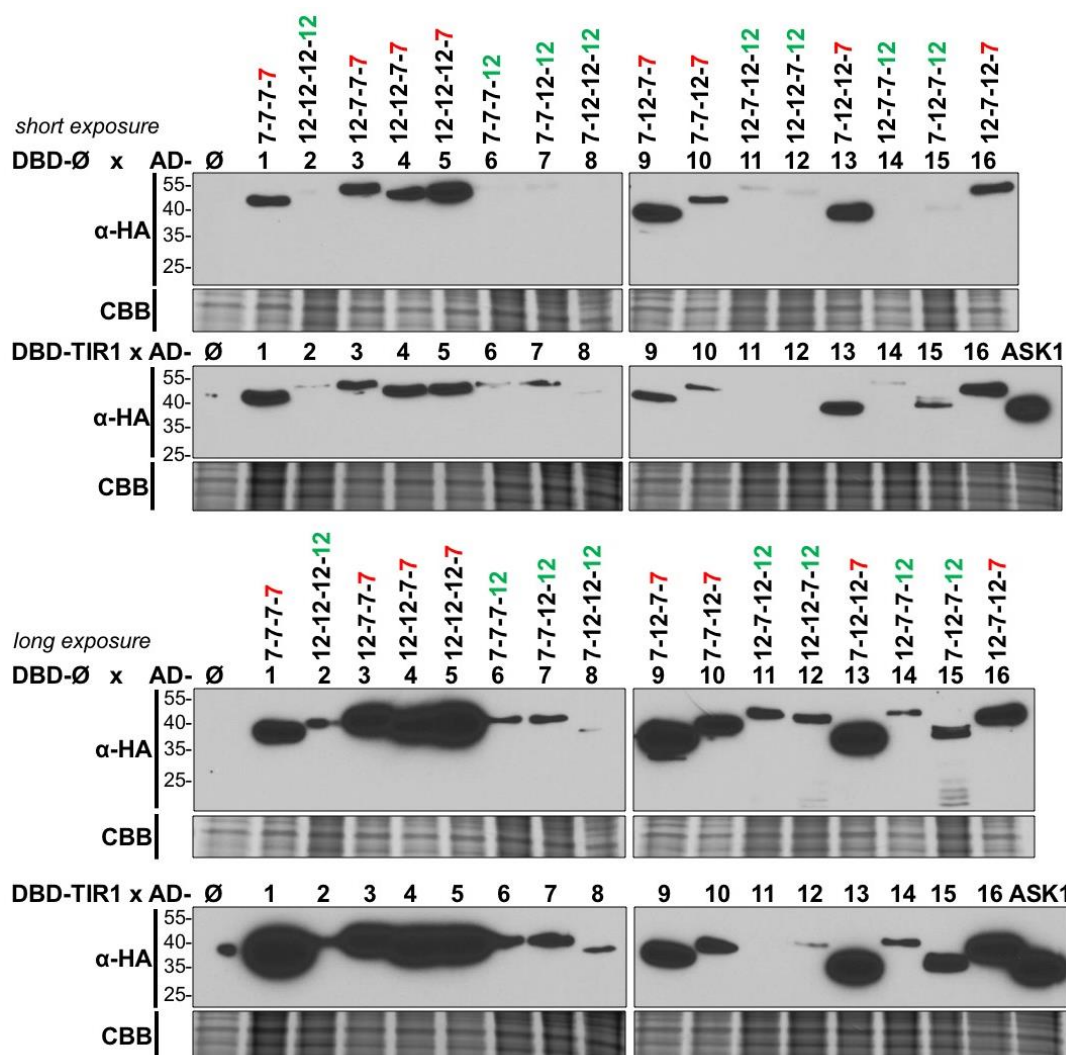 7-7-7-7 12-12-12-12 12-7-7-7 12-12-7-7 12-12-12-7 7-7-7-12 7-7-12-12 7-12-12-12 7-12-7-7 7-7-12-7 12-7-12-12 12-12-7-12 7-12-12-7 12-7-7-12 7-12-7-12 12-7-12-7
short exposure
DBD-Ø x AD- Ø 1 2 3 4 5 6 7 8 9 10 11 12 13 14 15 16
55-
40-
α-HA
35-
25-
CBB
DBD-TIR1 x AD- Ø 1 2 3 4 5 6 7 8 9 10 11 12 13 14 15 16 ASK1
55-
40-
α-HA
35-
25-
CBB
7-7-7-7 12-12-12-12 12-7-7-7 12-12-7-7 12-12-12-7 7-7-7-12 7-7-12-12 7-12-12-12 7-12-7-7 7-7-12-7 12-7-12-12 12-12-7-12 7-12-12-7 12-7-7-12 7-12-7-12 12-7-12-7
long exposure
DBD-Ø x AD- Ø 1 2 3 4 5 6 7 8 9 10 11 12 13 14 15 16
55-
40-
α-HA
35-
25-
CBB
DBD-TIR1 x AD- Ø 1 2 3 4 5 6 7 8 9 10 11 12 13 14 15 16 ASK1
55-
40-
α-HA
35-
25-
CBB